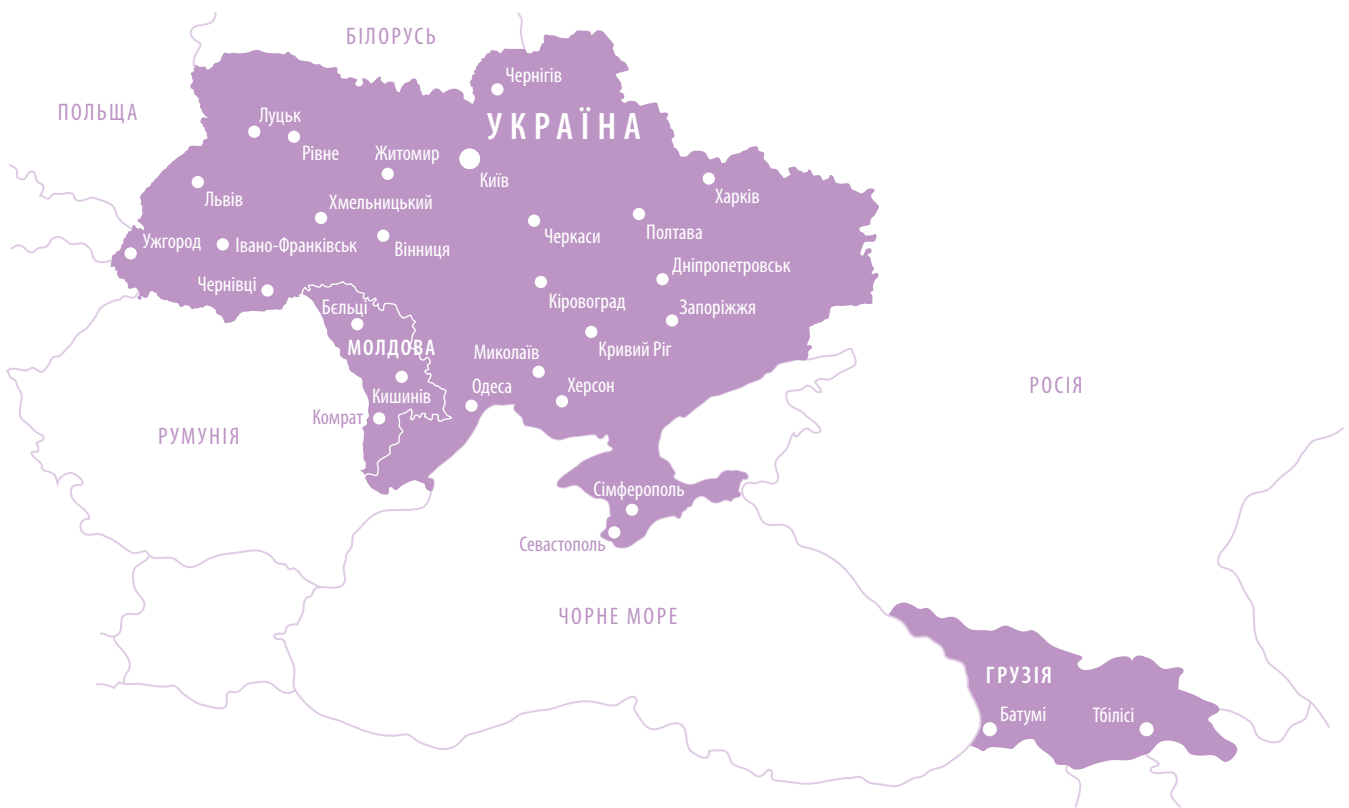 БІЛОРУСЬ
ПОЛЬЩА
Чернігів
УКРАЇНА
Луцьк
Рівне
Житомир
Київ
Харків
Львів
Хмельницький
Черкаси
Полтава
Ужгород
Івано-Франківськ
Вінниця
Дніпропетровськ
Чернівці
Кіровоград
Запоріжжя
Бєльці
МОЛДОВА
Миколаїв
Кривий Ріг
Кишинів
Одеса
Херсон
РОСІЯ
Комрат
РУМУНІЯ
Сімферополь
Севастополь
ЧОРНЕ МОРЕ
ГРУЗІЯ
Батумі
Тбілісі